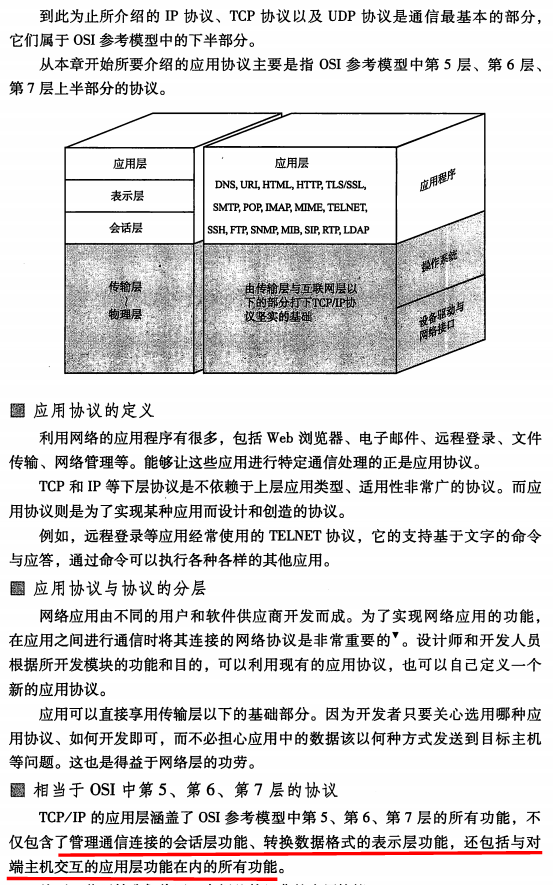 到此为止所介绍的 IP 协议、TCP 协议以及 UDP 协议是通信最基本的部分，
它们属于 OSI 参考模型中的下半部分。
从本章开始所要介绍的应用协议主要是指 OSI 参考模型中第 5 层、第 6 层、
第 7 层上半部分的协议。
应用层
表示层
会话层
传输层
～
物理层
应用层
DNS, URI, HTML, HTTP, TLS/SSL,
SMTP, POP, IMAP, MIME, TELNET,
SSH, FTP, SNMP, MIB, SIP, RTP, LDAP
由传输层与互联网层以
下的部分打下TCP/IP协
议坚实的基础
应用程序
操作系统
设备驱动与
网络接口
应用协议的定义
利用网络的应用程序有很多，包括 Web 浏览器、电子邮件、远程登录、文件
传输、网络管理等。能够让这些应用进行特定通信处理的正是应用协议。
TCP 和 IP 等下层协议是不依赖于上层应用类型、适用性非常广的协议。而应
用协议则是为了实现某种应用而设计和创造的协议。
例如，远程登录等应用经常使用的 TELNET 协议，它的支持基于文字的命令
与应答，通过命令可以执行各种各样的其他应用。
应用协议与协议的分层
网络应用由不同的用户和软件供应商开发而成。为了实现网络应用的功能，
在应用之间进行通信时将其连接的网络协议是非常重要的▼。设计师和开发人员
根据所开发模块的功能和目的，可以利用现有的应用协议，也可以自己定义一个
新的应用协议。
应用可以直接享用传输层以下的基础部分。因为开发者只要关心选用哪种应
用协议、如何开发即可，而不必担心应用中的数据该以何种方式发送到目标主机
等问题。这也是得益于网络层的功劳。
相当于 OSI 中第 5、第 6、第 7 层的协议
TCP/IP 的应用层涵盖了 OSI 参考模型中第 5、第 6、第 7 层的所有功能，不
仅包含了管理通信连接的会话层功能、转换数据格式的表示层功能，还包括与对
端主机交互的应用层功能在内的所有功能。